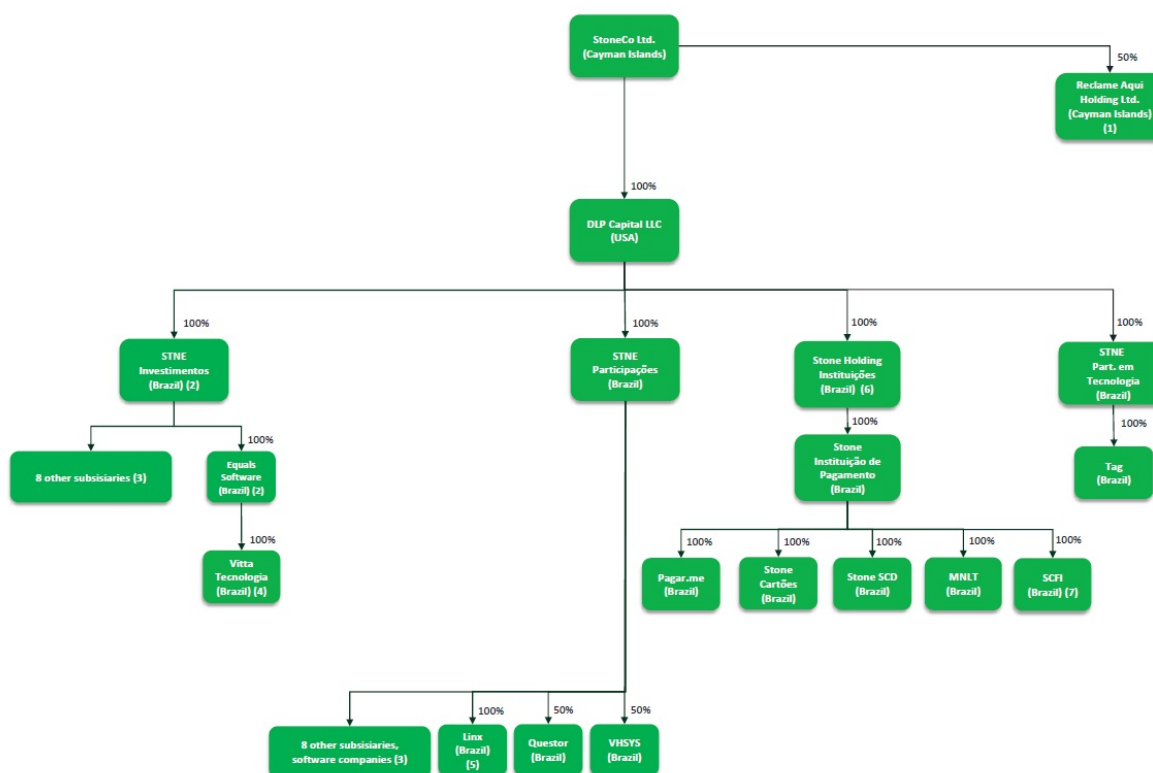 StoneCo Ltd.
(Cayman Islands)
50%
Reclame Aqui
Holding Ltd.
(Cayman Islands)
(1)
100%
DLP Capital LLC
(USA)
100%
100%
100%
100%
STNE
Investimentos
(Brazil) (2)
STNE
Participações
(Brazil)
Stone Holding
Instituições
(Brazil) (6)
STNE
Part. em
Tecnologia
(Brazil)
100%
100%
100%
8 other subsisiaries (3)
Equals
Software
(Brazil) (2)
Stone
Instituição de
Pagamento
(Brazil)
Tag
(Brazil)
100%
Vitta
Tecnologia
(Brazil) (4)
100%
100%
100%
100%
100%
Pagar.me
(Brazil)
Stone
Cartões
(Brazil)
Stone SCD
(Brazil)
MNLT
(Brazil)
SCFI
(Brazil) (7)
100%
50%
50%
8 other subsisiaries,
software companies (3)
Linx
(Brazil)
(5)
Questor
(Brazil)
VHSYS
(Brazil)